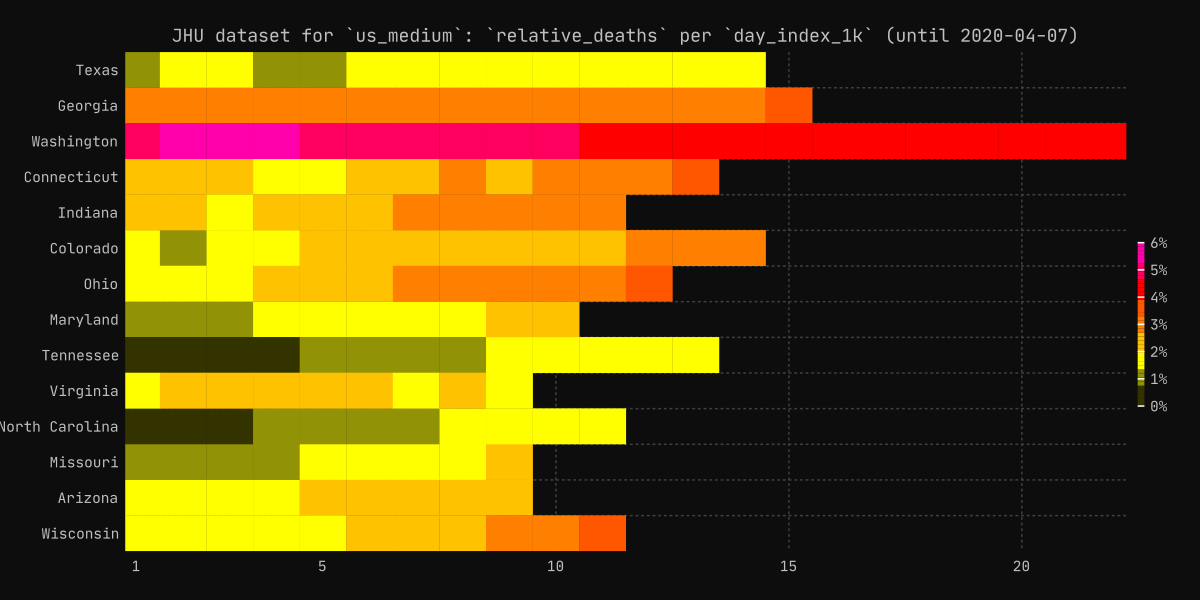 JHU dataset for `us_medium`: `relative_deaths` per `day_index_1k` (until 2020-04-07)
Texas
Georgia
Washington
Connecticut
Indiana
Colorado
Ohio
Maryland
Tennessee
Virginia
North Carolina
Missouri
Arizona
Wisconsin
6%
5%
4%
3%
2%
1%
0%
1 5 10 15 20